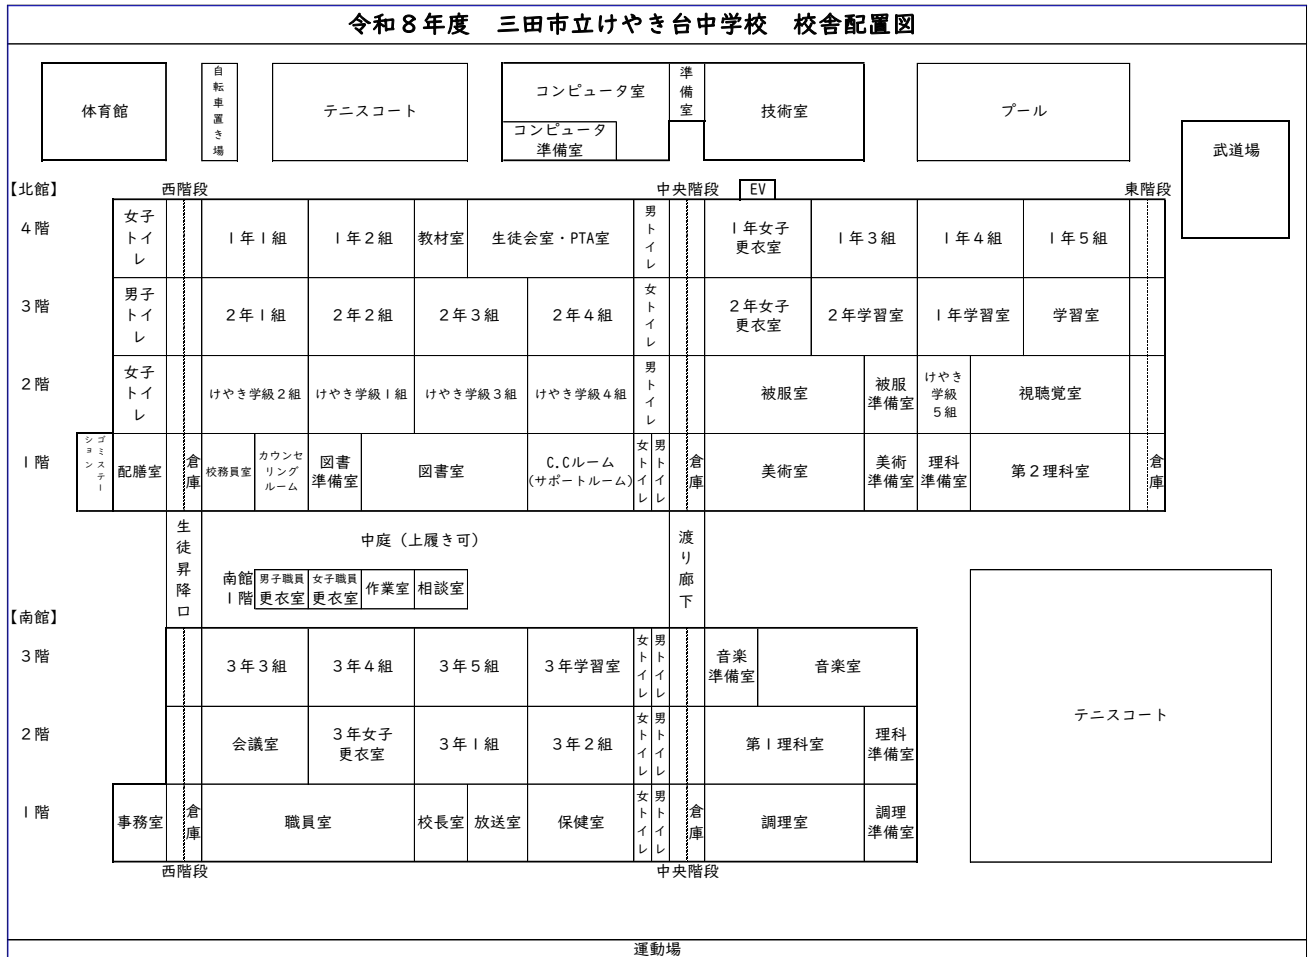 令和８年度　三田市立けやき台中学校　校舎配置図
体育館
自転車置き場
テニスコート
コンピュータ室
コンピュータ
準備室
準備室
技術室
プール
武道場
【北館】
西階段
中央階段
EV
東階段
４階
女子
トイ
レ
１年１組
１年２組
教材室
生徒会室・PTA室
男トイレ
１年女子
更衣室
１年３組
１年４組
１年５組
３階
男子
トイ
レ
２年１組
２年２組
２年３組
２年４組
女トイレ
２年女子
更衣室
２年学習室
１年学習室
学習室
２階
女子
トイ
レ
けやき学級２組
けやき学級１組
けやき学級３組
けやき学級４組
男トイレ
被服室
被服
準備室
けやき
学級
５組
視聴覚室
１階
ゴミステー
ション
配膳室
倉庫
校務員室
カウンセ
リング
ルーム
図書
準備室
図書室
C.Cルーム
(サポートルーム)
女トイレ
男トイレ
倉庫
美術室
美術
準備室
理科
準備室
第２理科室
倉庫
生徒昇降口
中庭（上履き可）
渡り廊下
南館
１階
男子職員
更衣室
女子職員
更衣室
作業室
相談室
【南館】
３階
３年３組
３年４組
３年５組
３年学習室
女トイレ
男トイレ
音楽
準備室
音楽室
テニスコート
２階
会議室
３年女子
更衣室
３年１組
３年２組
女トイレ
男トイレ
第１理科室
理科
準備室
１階
事務室
倉庫
職員室
校長室
放送室
保健室
女トイレ
男トイレ
倉庫
調理室
調理
準備室
西階段
中央階段
運動場